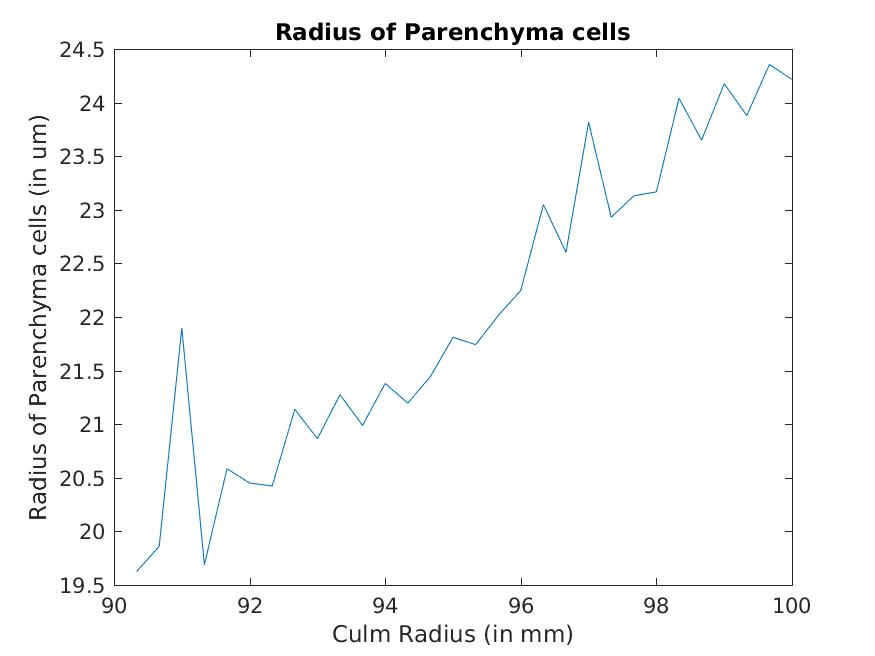 Radius of Parenchyma cells
24.5
24
23.5
23
22.5
22
21.5
21
20.5
20
19.5
Radius of Parenchyma cells (in um)
90 92 94 96 98 100
Culm Radius (in mm)